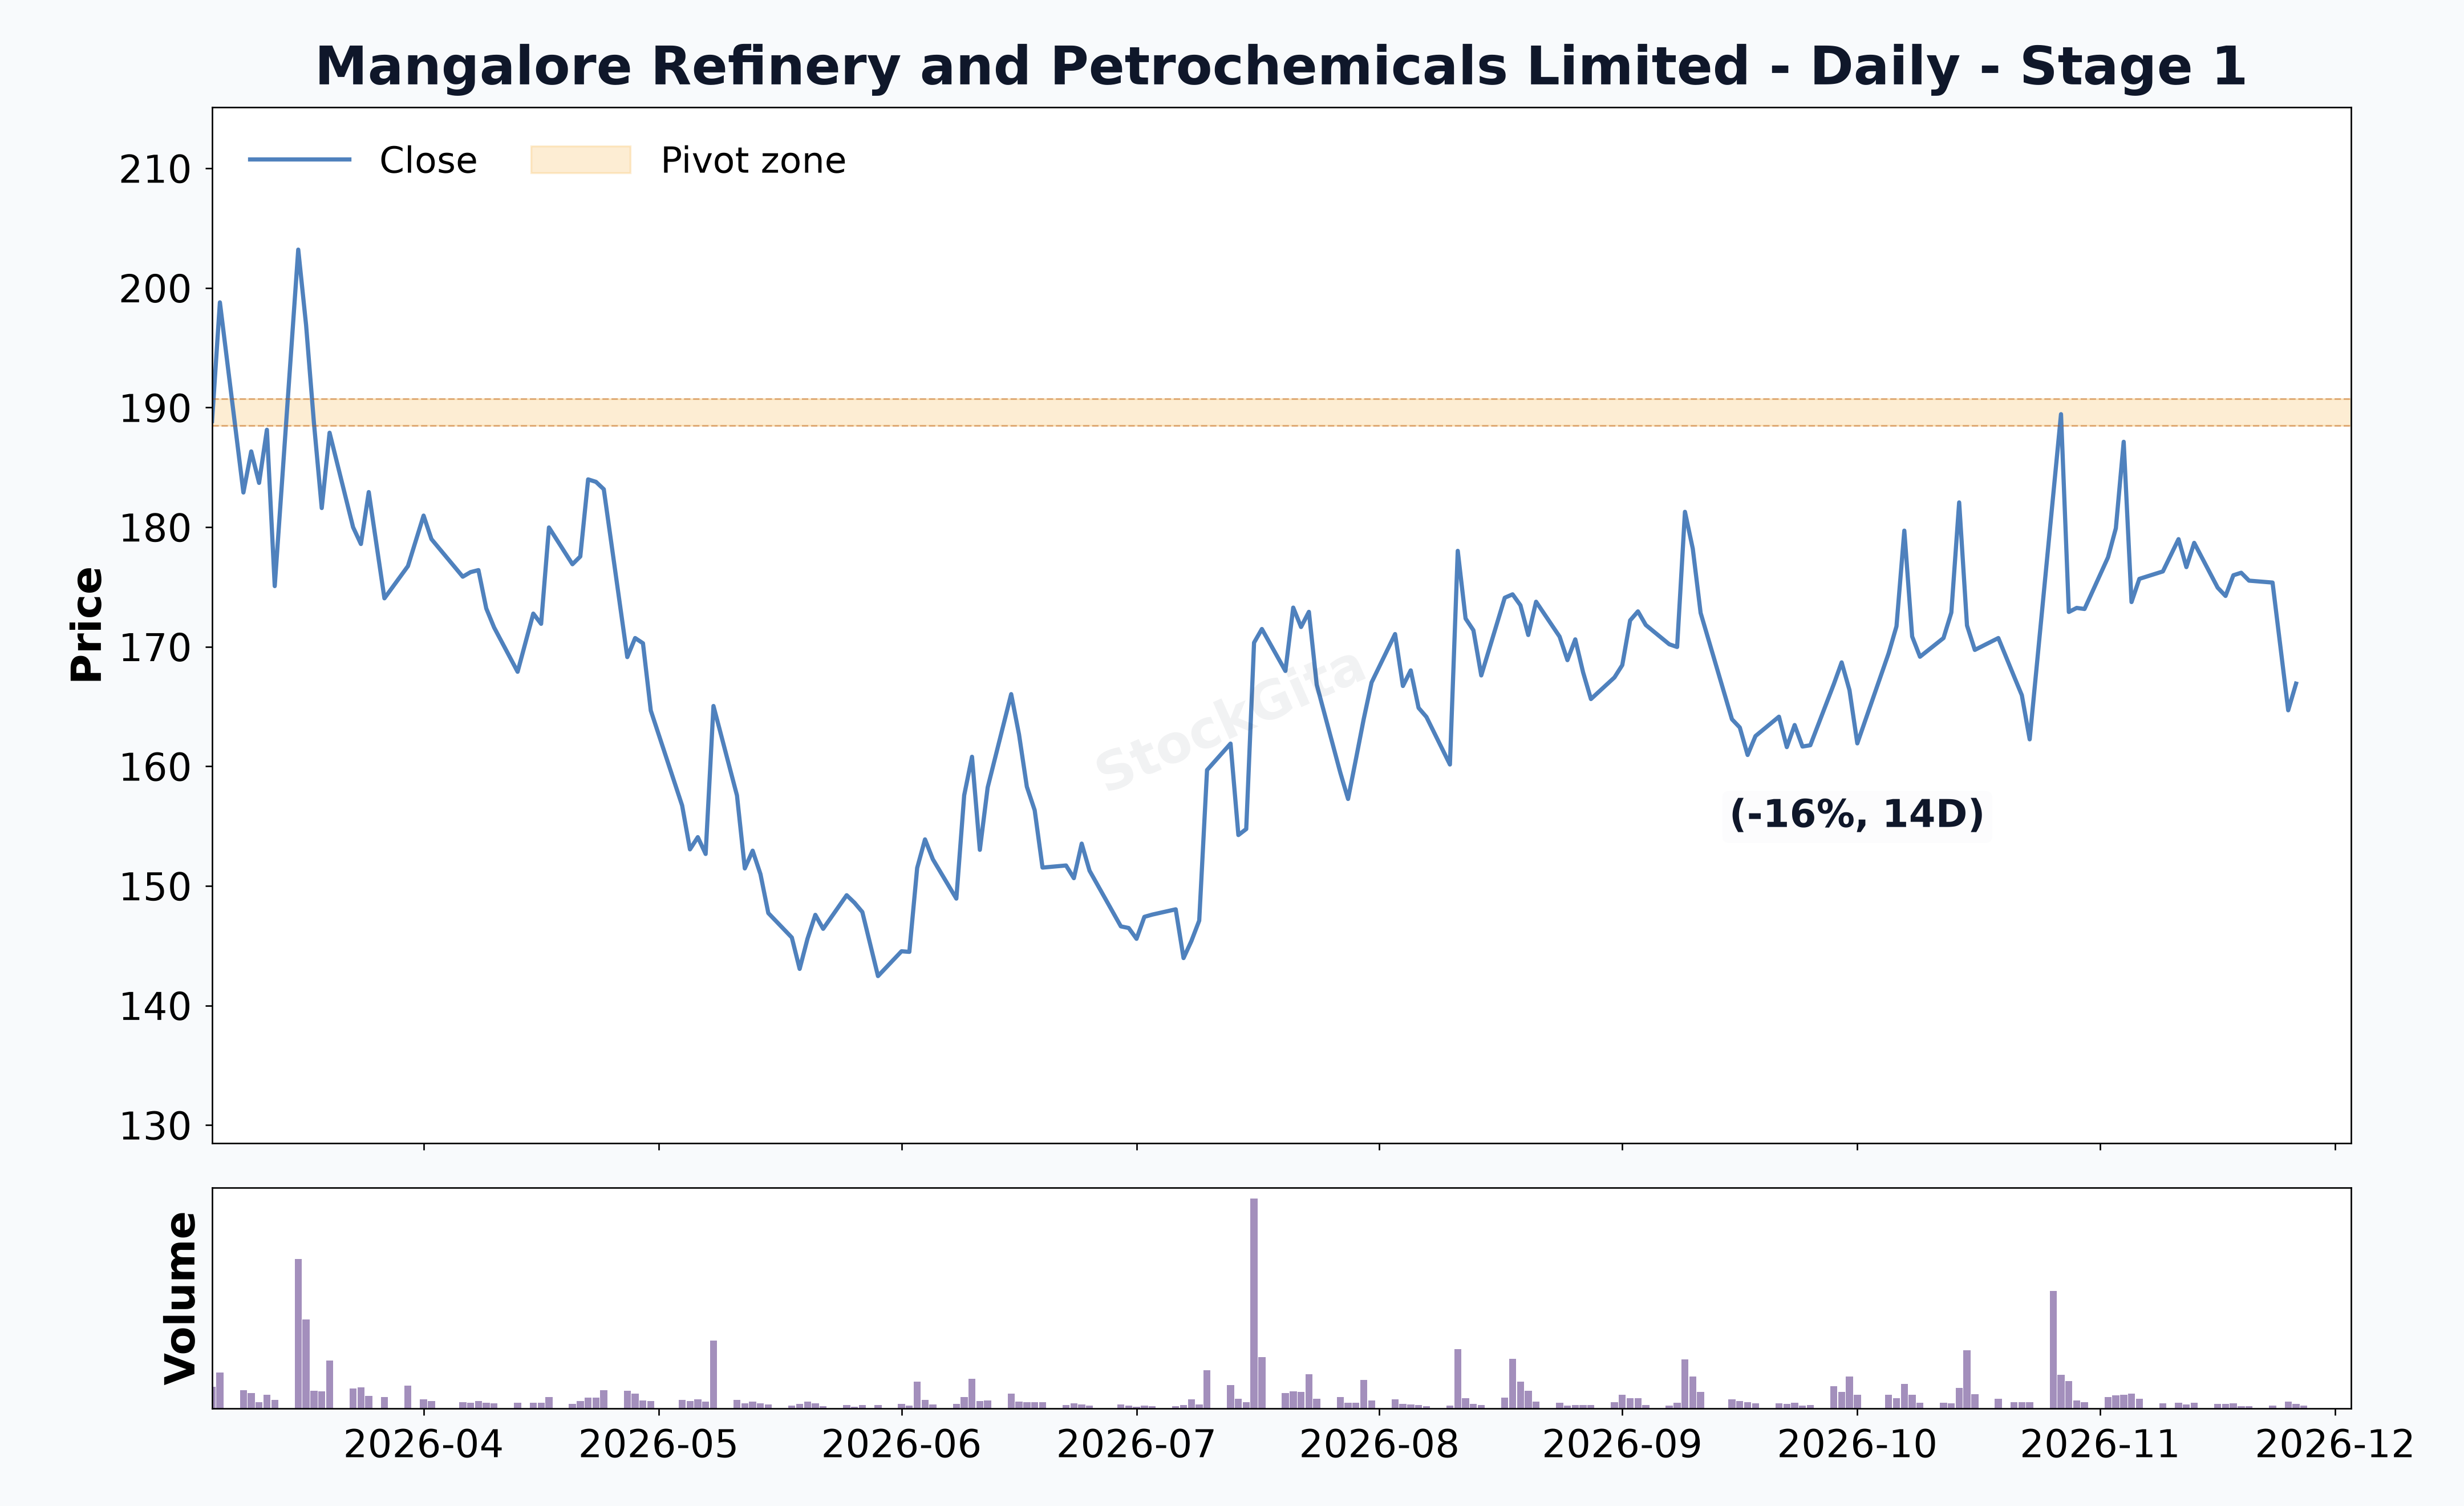 Mangalore Refinery and Petrochemicals Limited - Daily - Stage 1
Close
Pivot zone
210
200
190
180
170
160
150
140
130
Price
StockGita
(-16%, 14D)
Volume
2026-04
2026-05
2026-06
2026-07
2026-08
2026-09
2026-10
2026-11
2026-12